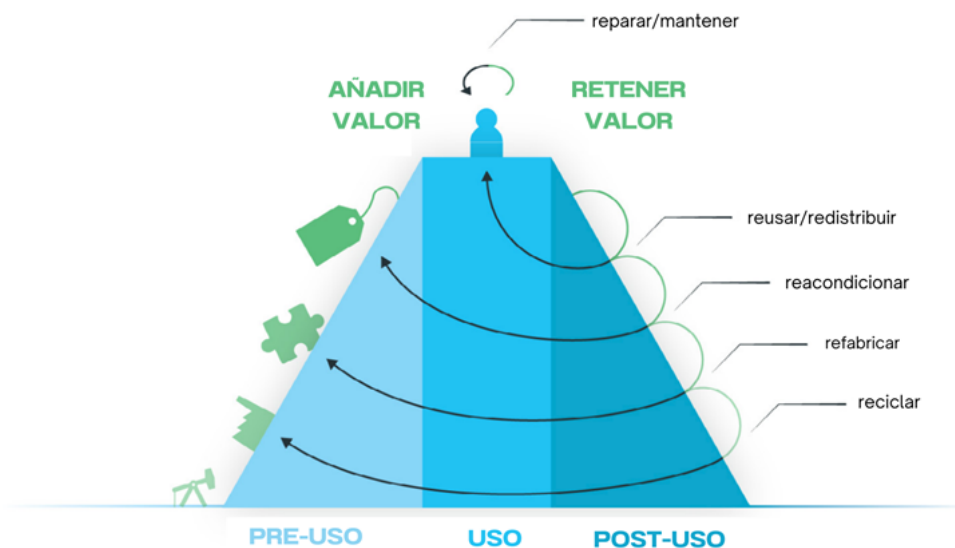 reparar/mantener
AÑADIR
VALOR
RETENER
VALOR
reusar/redistribuir
reacondicionar
refabricar
reciclar
PRE-USO
USO
POST-USO